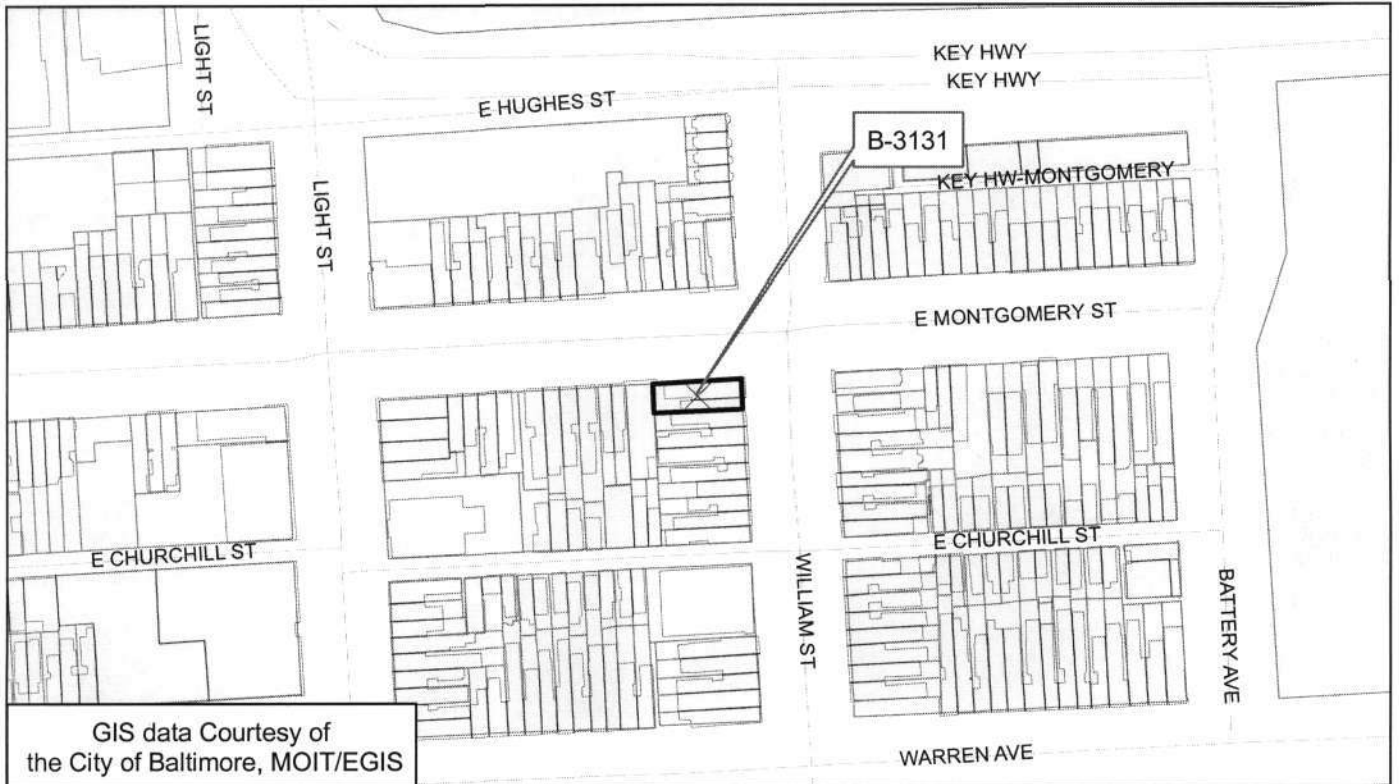 LIGHT ST
KEY HWY
KEY HWY
E HUGHES ST
B-3131
KEY HW-MONTGOMERY
LIGHT ST
E MONTGOMERY ST
E CHURCHILL ST
E CHURCHILL ST
WILLIAM ST
BATTERY AVE
GIS data Courtesy of
the City of Baltimore, MOIT/EGIS
WARREN AVE